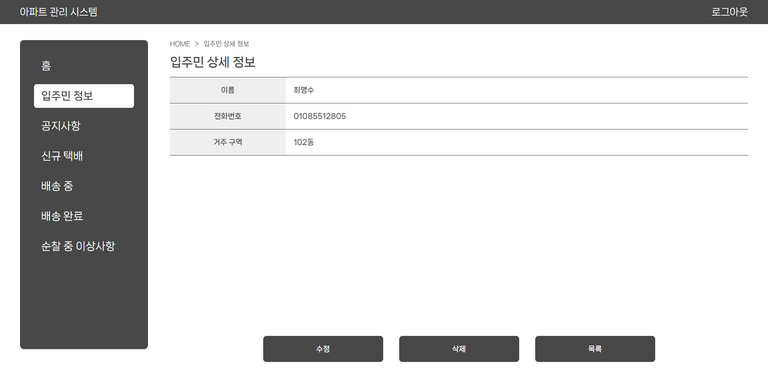 아파트 관리 시스템
로그아웃
홈
입주민 정보
공지사항
신규 택배
배송 중
배송 완료
순찰 중 이상사항
HOME > 입주민 상세 정보
입주민 상세 정보
이름 최명수
전화번호 01085512805
거주 구역 102동
수정 삭제 목록